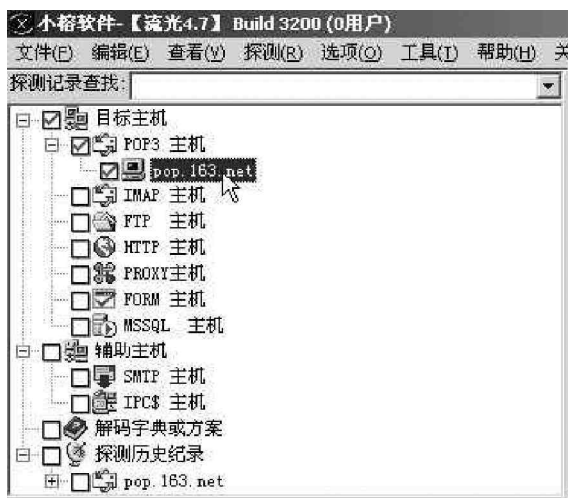 小榕软件-【流光4.7】 Build 3200 (0用户)
文件(F) 编辑(E) 查看(V) 探测(R) 选项(O) 工具(I) 帮助(H) 关
探测记录查找:
目标主机
POP3 主机
pop.163.net
IMAP 主机
FTP 主机
HTTP 主机
PROXY主机
FORM 主机
MSSQL 主机
辅助主机
SMTP 主机
IPC$ 主机
解码字典或方案
探测历史纪录
pop.163.net